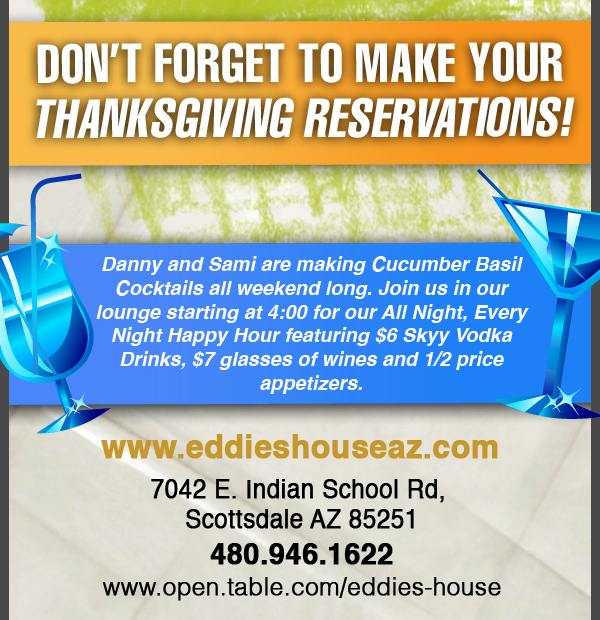 DON'T FORGET TO MAKE YOUR
THANKSGIVING RESERVATIONS!
Danny and Sami are making Cucumber Basil
Cocktails all weekend long. Join us in our
lounge starting at 4:00 for our All Night, Every
Night Happy Hour featuring $6 Skyy Vodka
Drinks, $7 glasses of wines and 1/2 price
appetizers.
www.eddieshouseaz.com
7042 E. Indian School Rd,
Scottsdale AZ 85251
480.946.1622
www.open.table.com/eddies-house